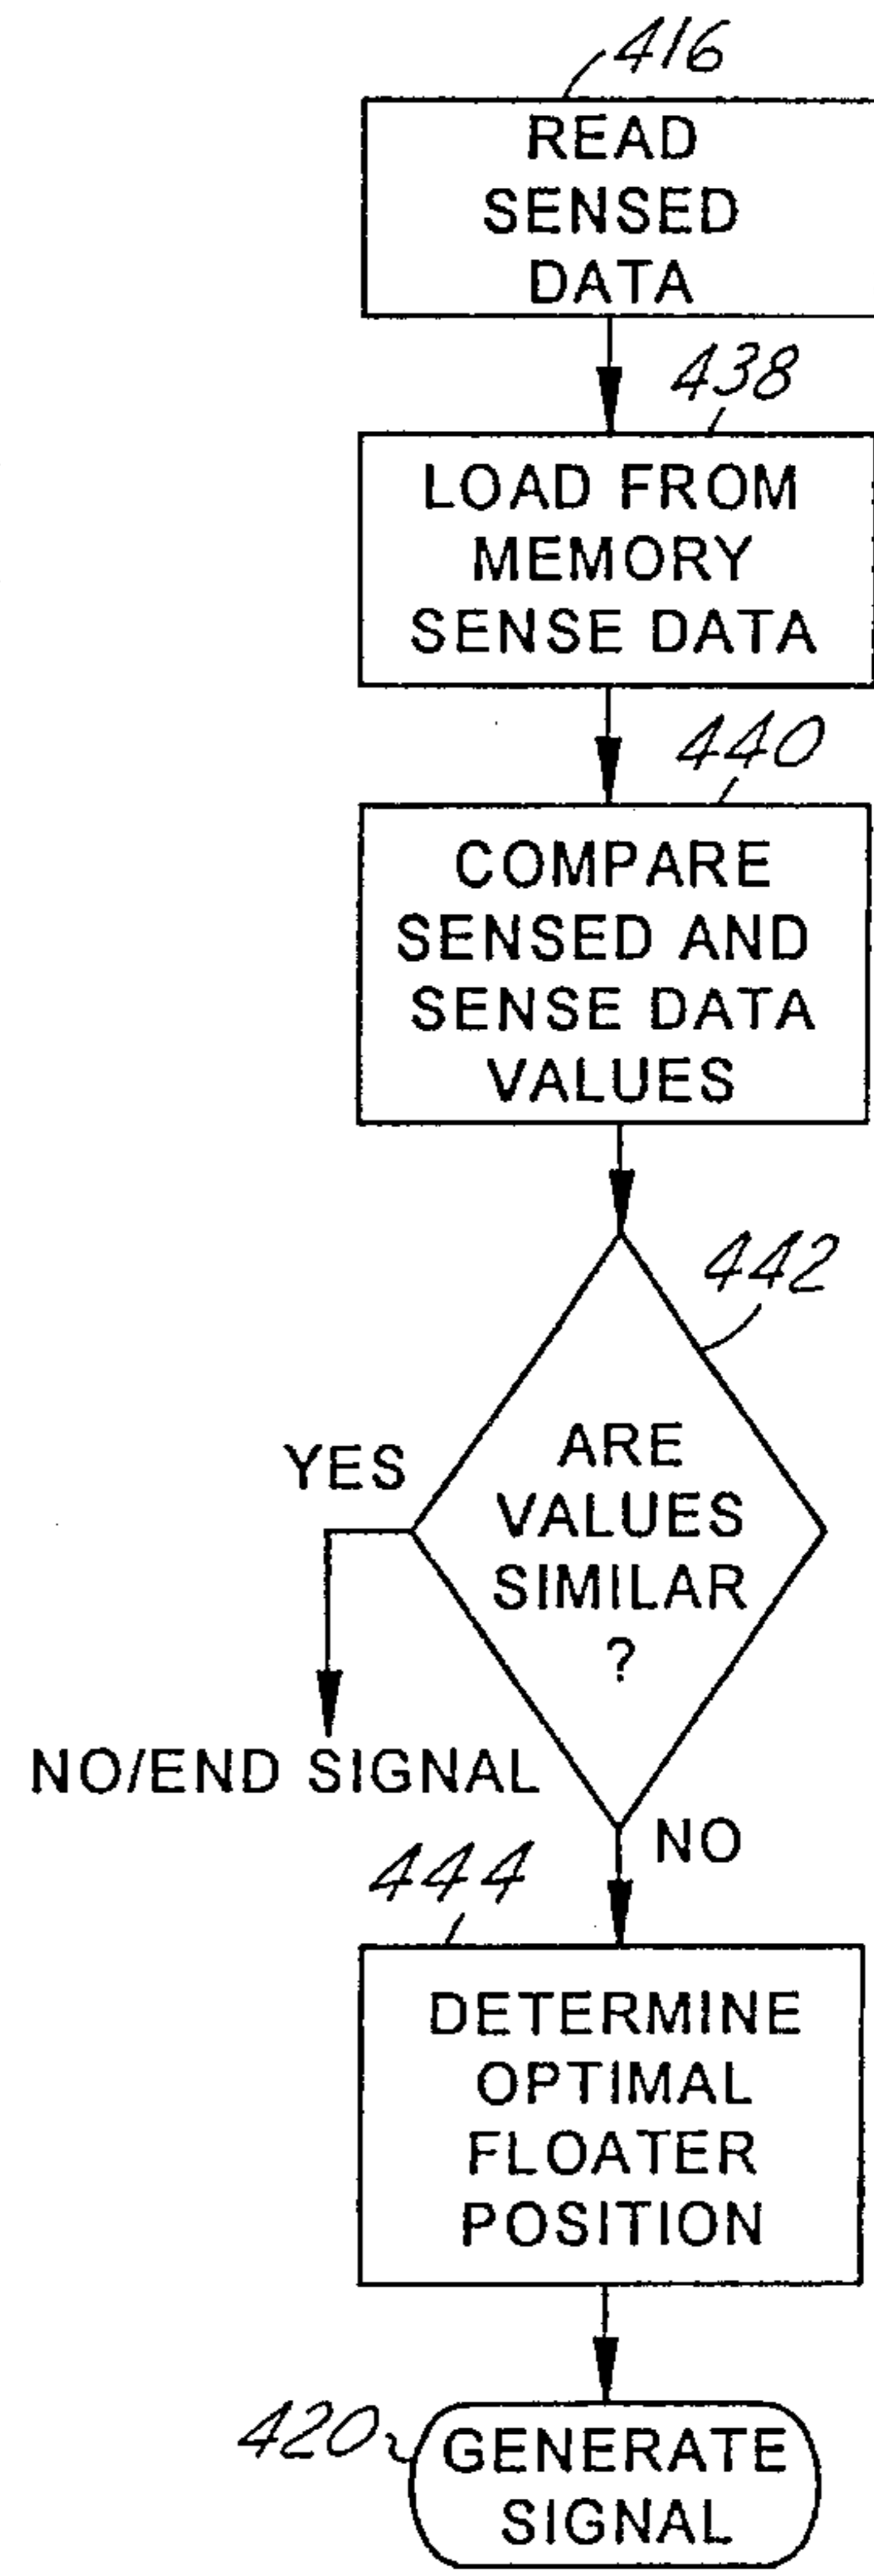 416
READ
SENSED
DATA
438
LOAD FROM
MEMORY
SENSE DATA
440
COMPARE
SENSED AND
SENSE DATA
VALUES
442
YES
ARE
VALUES
SIMILAR
?
NO/END SIGNAL
NO
444
DETERMINE
OPTIMAL
FLOATER
POSITION
420
GENERATE
SIGNAL